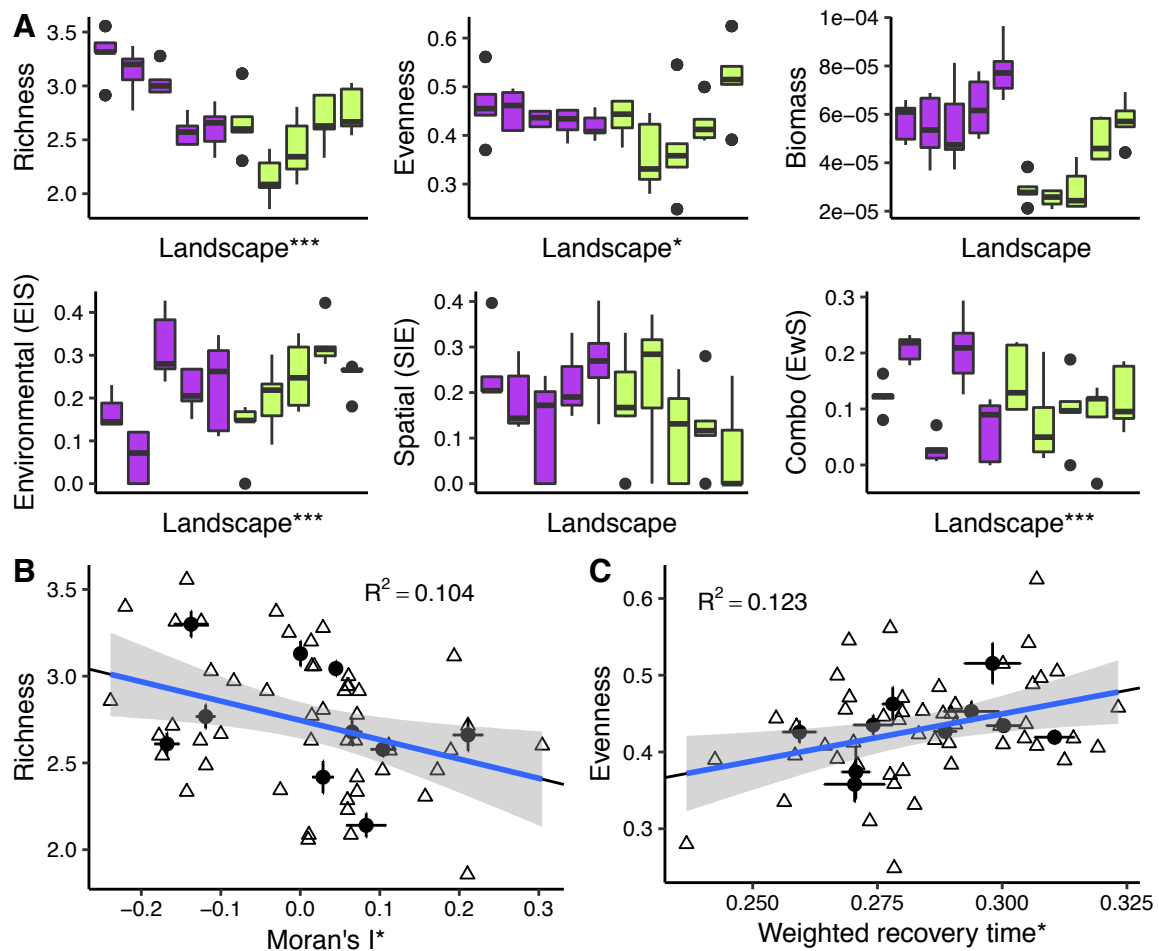 A
Richness
3.5
3.0
2.5
2.0
Landscape***
Evenness
0.6
0.5
0.4
0.3
Landscape*
Biomass
1e−04
8e−05
6e−05
4e−05
2e−05
Landscape
Environmental (EIS)
0.4
0.3
0.2
0.1
0.0
Landscape***
Spatial (SIE)
0.4
0.3
0.2
0.1
0.0
Landscape
Combo (EwS)
0.3
0.2
0.1
0.0
Landscape***
B
Richness
3.5
3.0
2.5
2.0
R² = 0.104
−0.2 −0.1 0.0 0.1 0.2 0.3
Moran's I*
C
Evenness
0.6
0.5
0.4
0.3
R² = 0.123
0.250 0.275 0.300 0.325
Weighted recovery time*